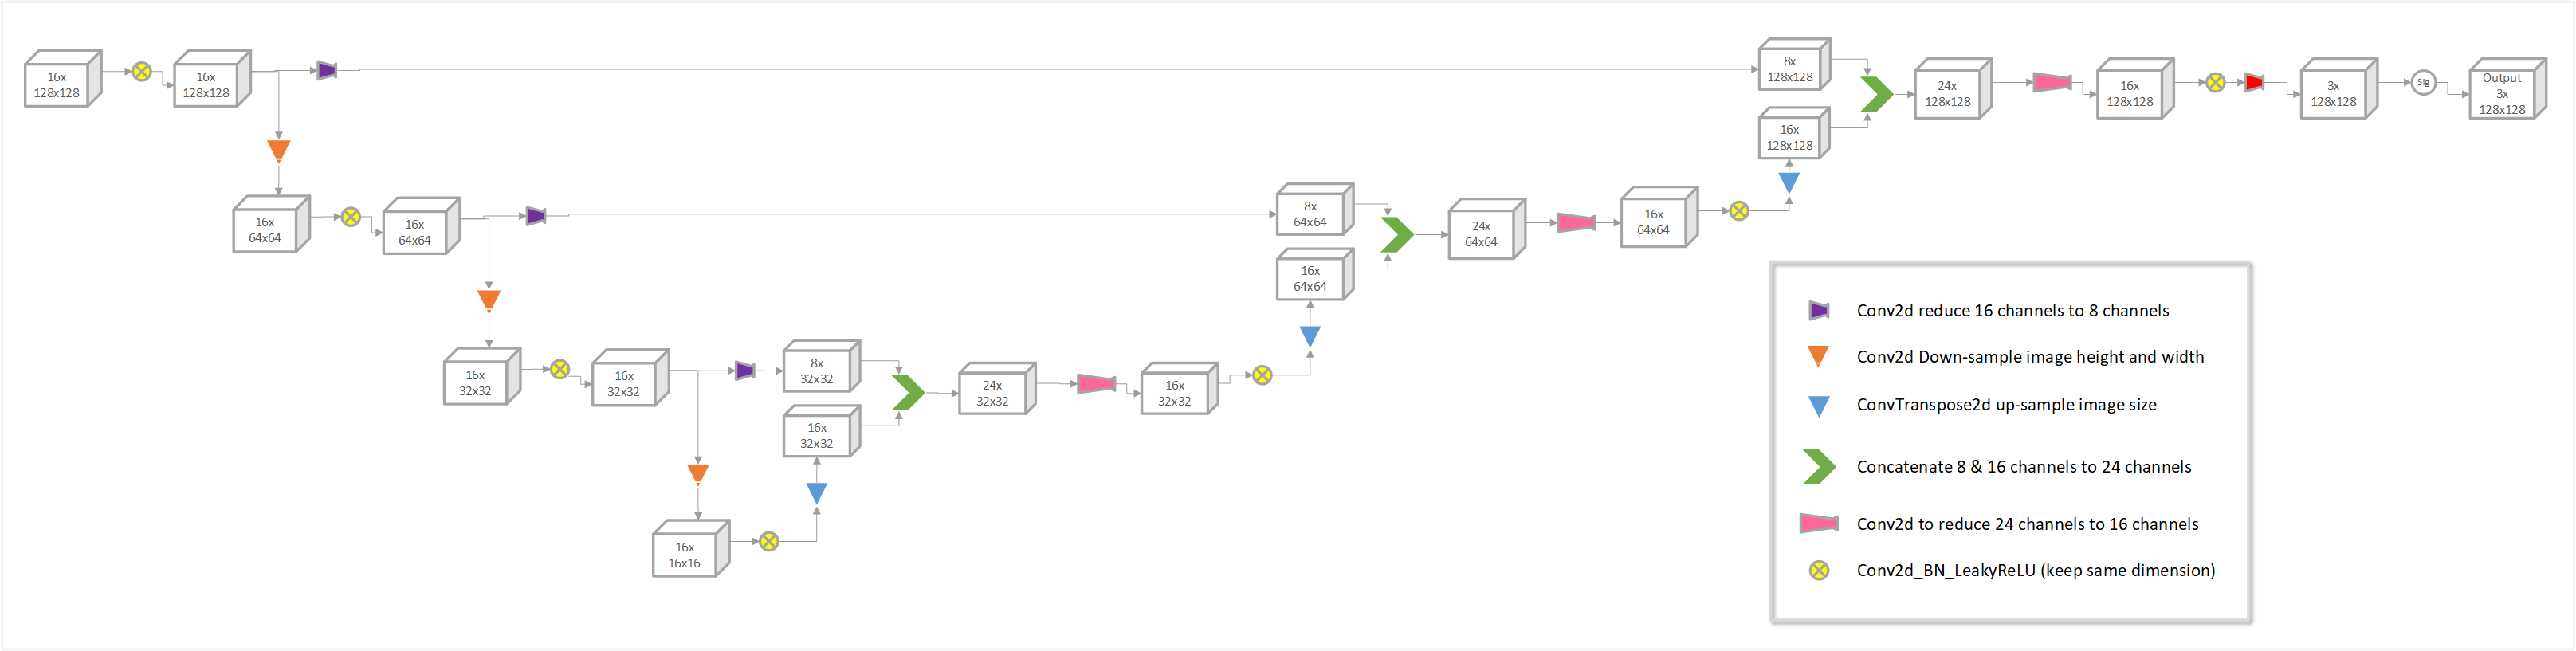 16x
128x128
16x
128x128
8x
128x128
16x
128x128
24x
128x128
16x
128x128
3x
128x128
Sig
Output
3x
128x128
16x
64x64
16x
64x64
8x
64x64
16x
64x64
24x
64x64
16x
64x64
16x
32x32
16x
32x32
8x
32x32
16x
32x32
24x
32x32
16x
32x32
16x
16x16
Conv2d reduce 16 channels to 8 channels
Conv2d Down-sample image height and width
ConvTranspose2d up-sample image size
Concatenate 8 & 16 channels to 24 channels
Conv2d to reduce 24 channels to 16 channels
Conv2d_BN_LeakyReLU (keep same dimension)